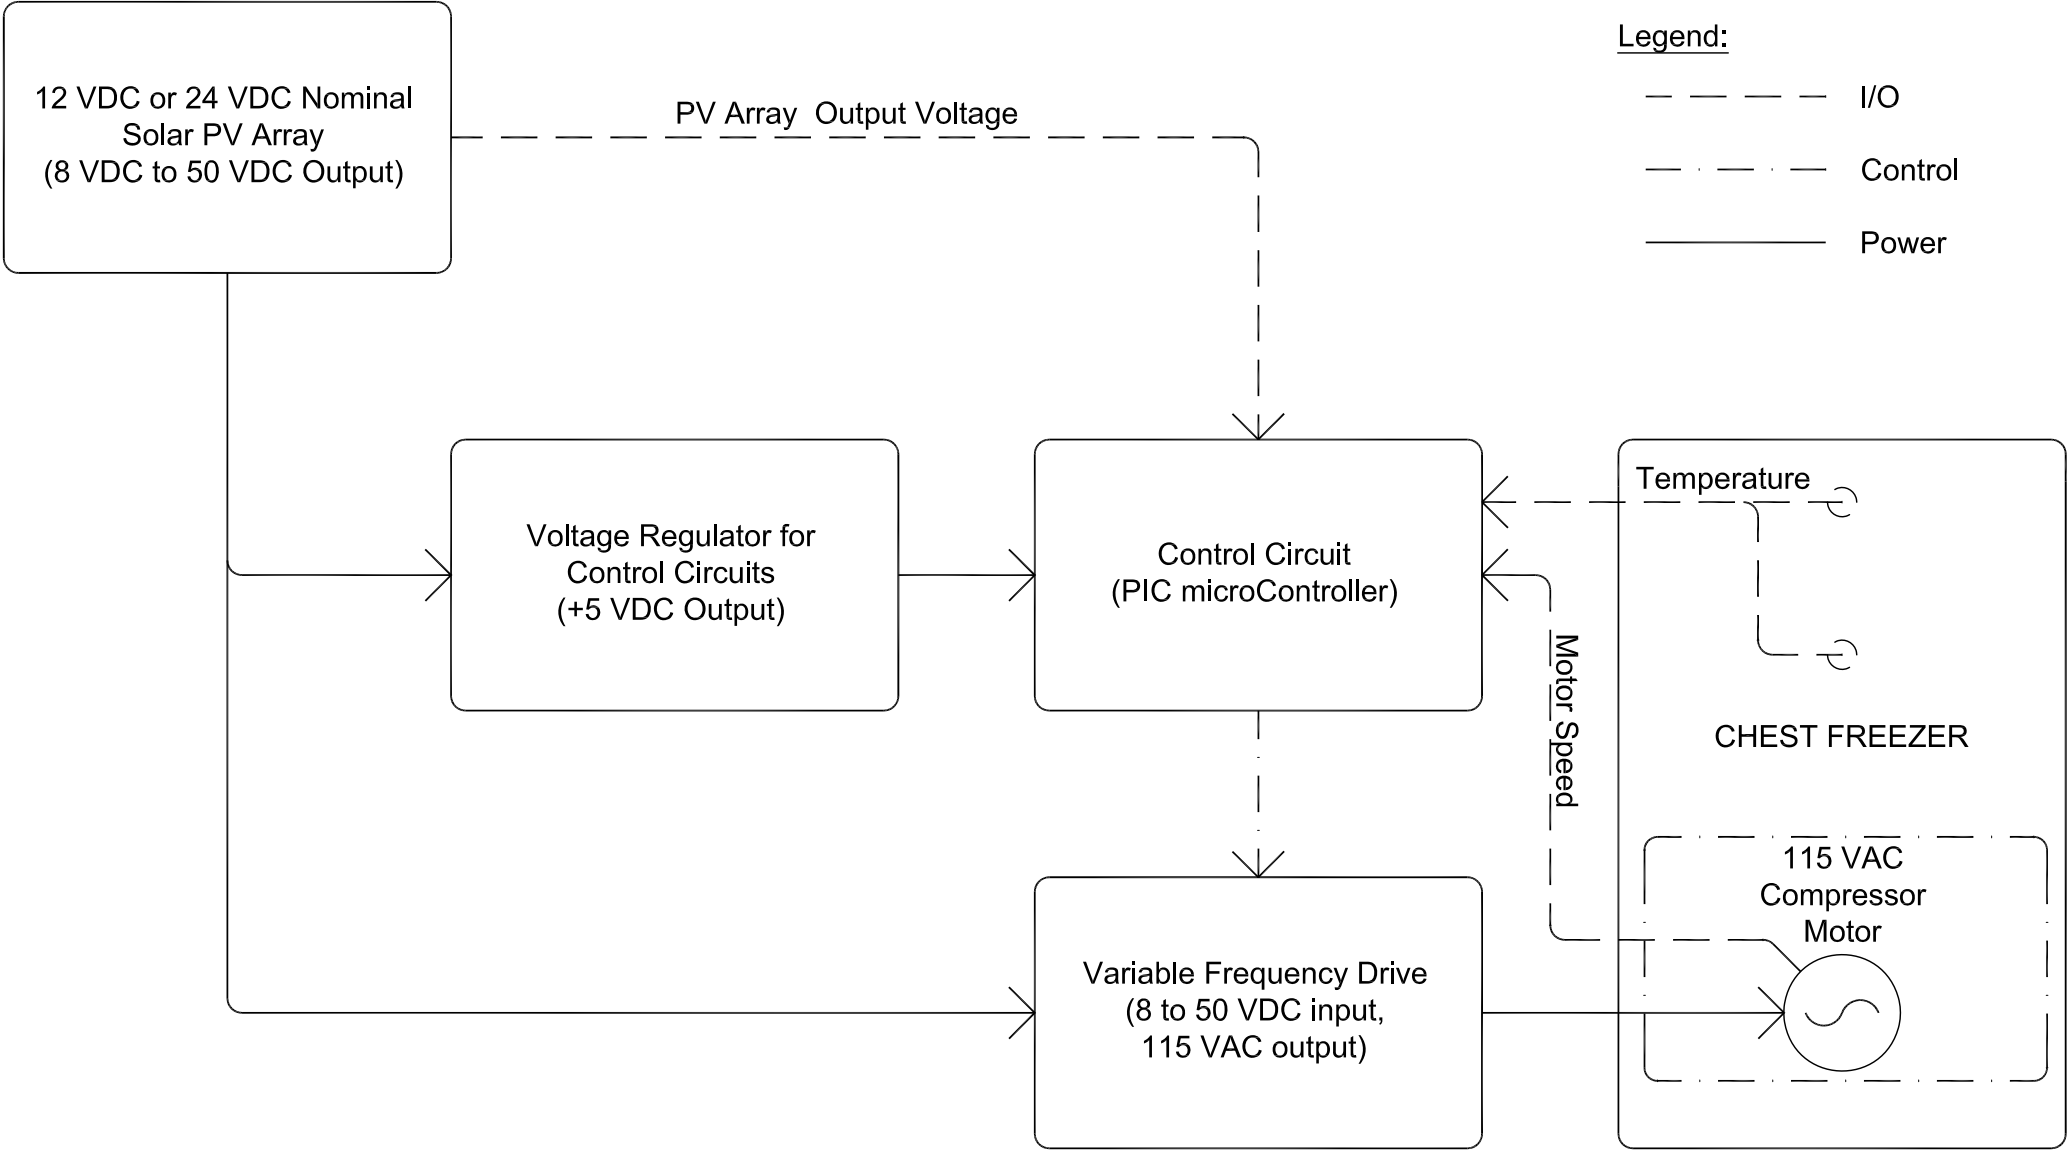 12 VDC or 24 VDC Nominal
Solar PV Array
(8 VDC to 50 VDC Output)
PV Array  Output Voltage
Legend:
I/O
Control
Power
Voltage Regulator for
Control Circuits
(+5 VDC Output)
Control Circuit
(PIC microController)
Temperature
Motor Speed
CHEST FREEZER
115 VAC
Compressor
Motor
Variable Frequency Drive
(8 to 50 VDC input,
115 VAC output)